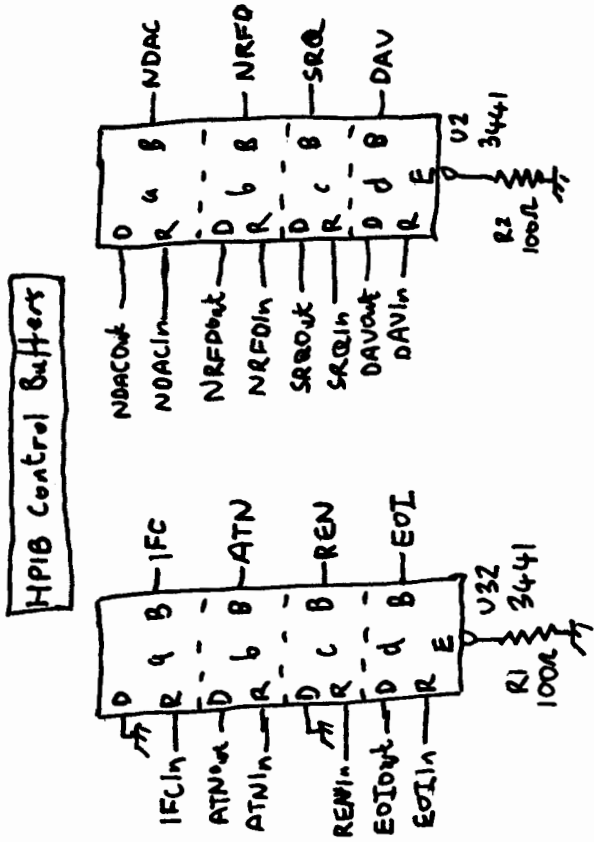 HPIB Control Buffers
D
a B
IFC
IFCIn
R
ATNOut
D
b B
ATN
ATNIn
R
D
c B
REN
RENIn
R
EOIOut
D
d B
EOI
EOIIn
R
E
U32
3441
R1
100Ω
NDACOut
D
a B
NDAC
NDACIn
R
NRFDOut
D
b B
NRFD
NRFDIn
R
SRQOut
D
c B
SRQ
SRQIn
R
DAVOut
D
d B
DAV
DAVIn
R
E
U2
3441
R2
100Ω